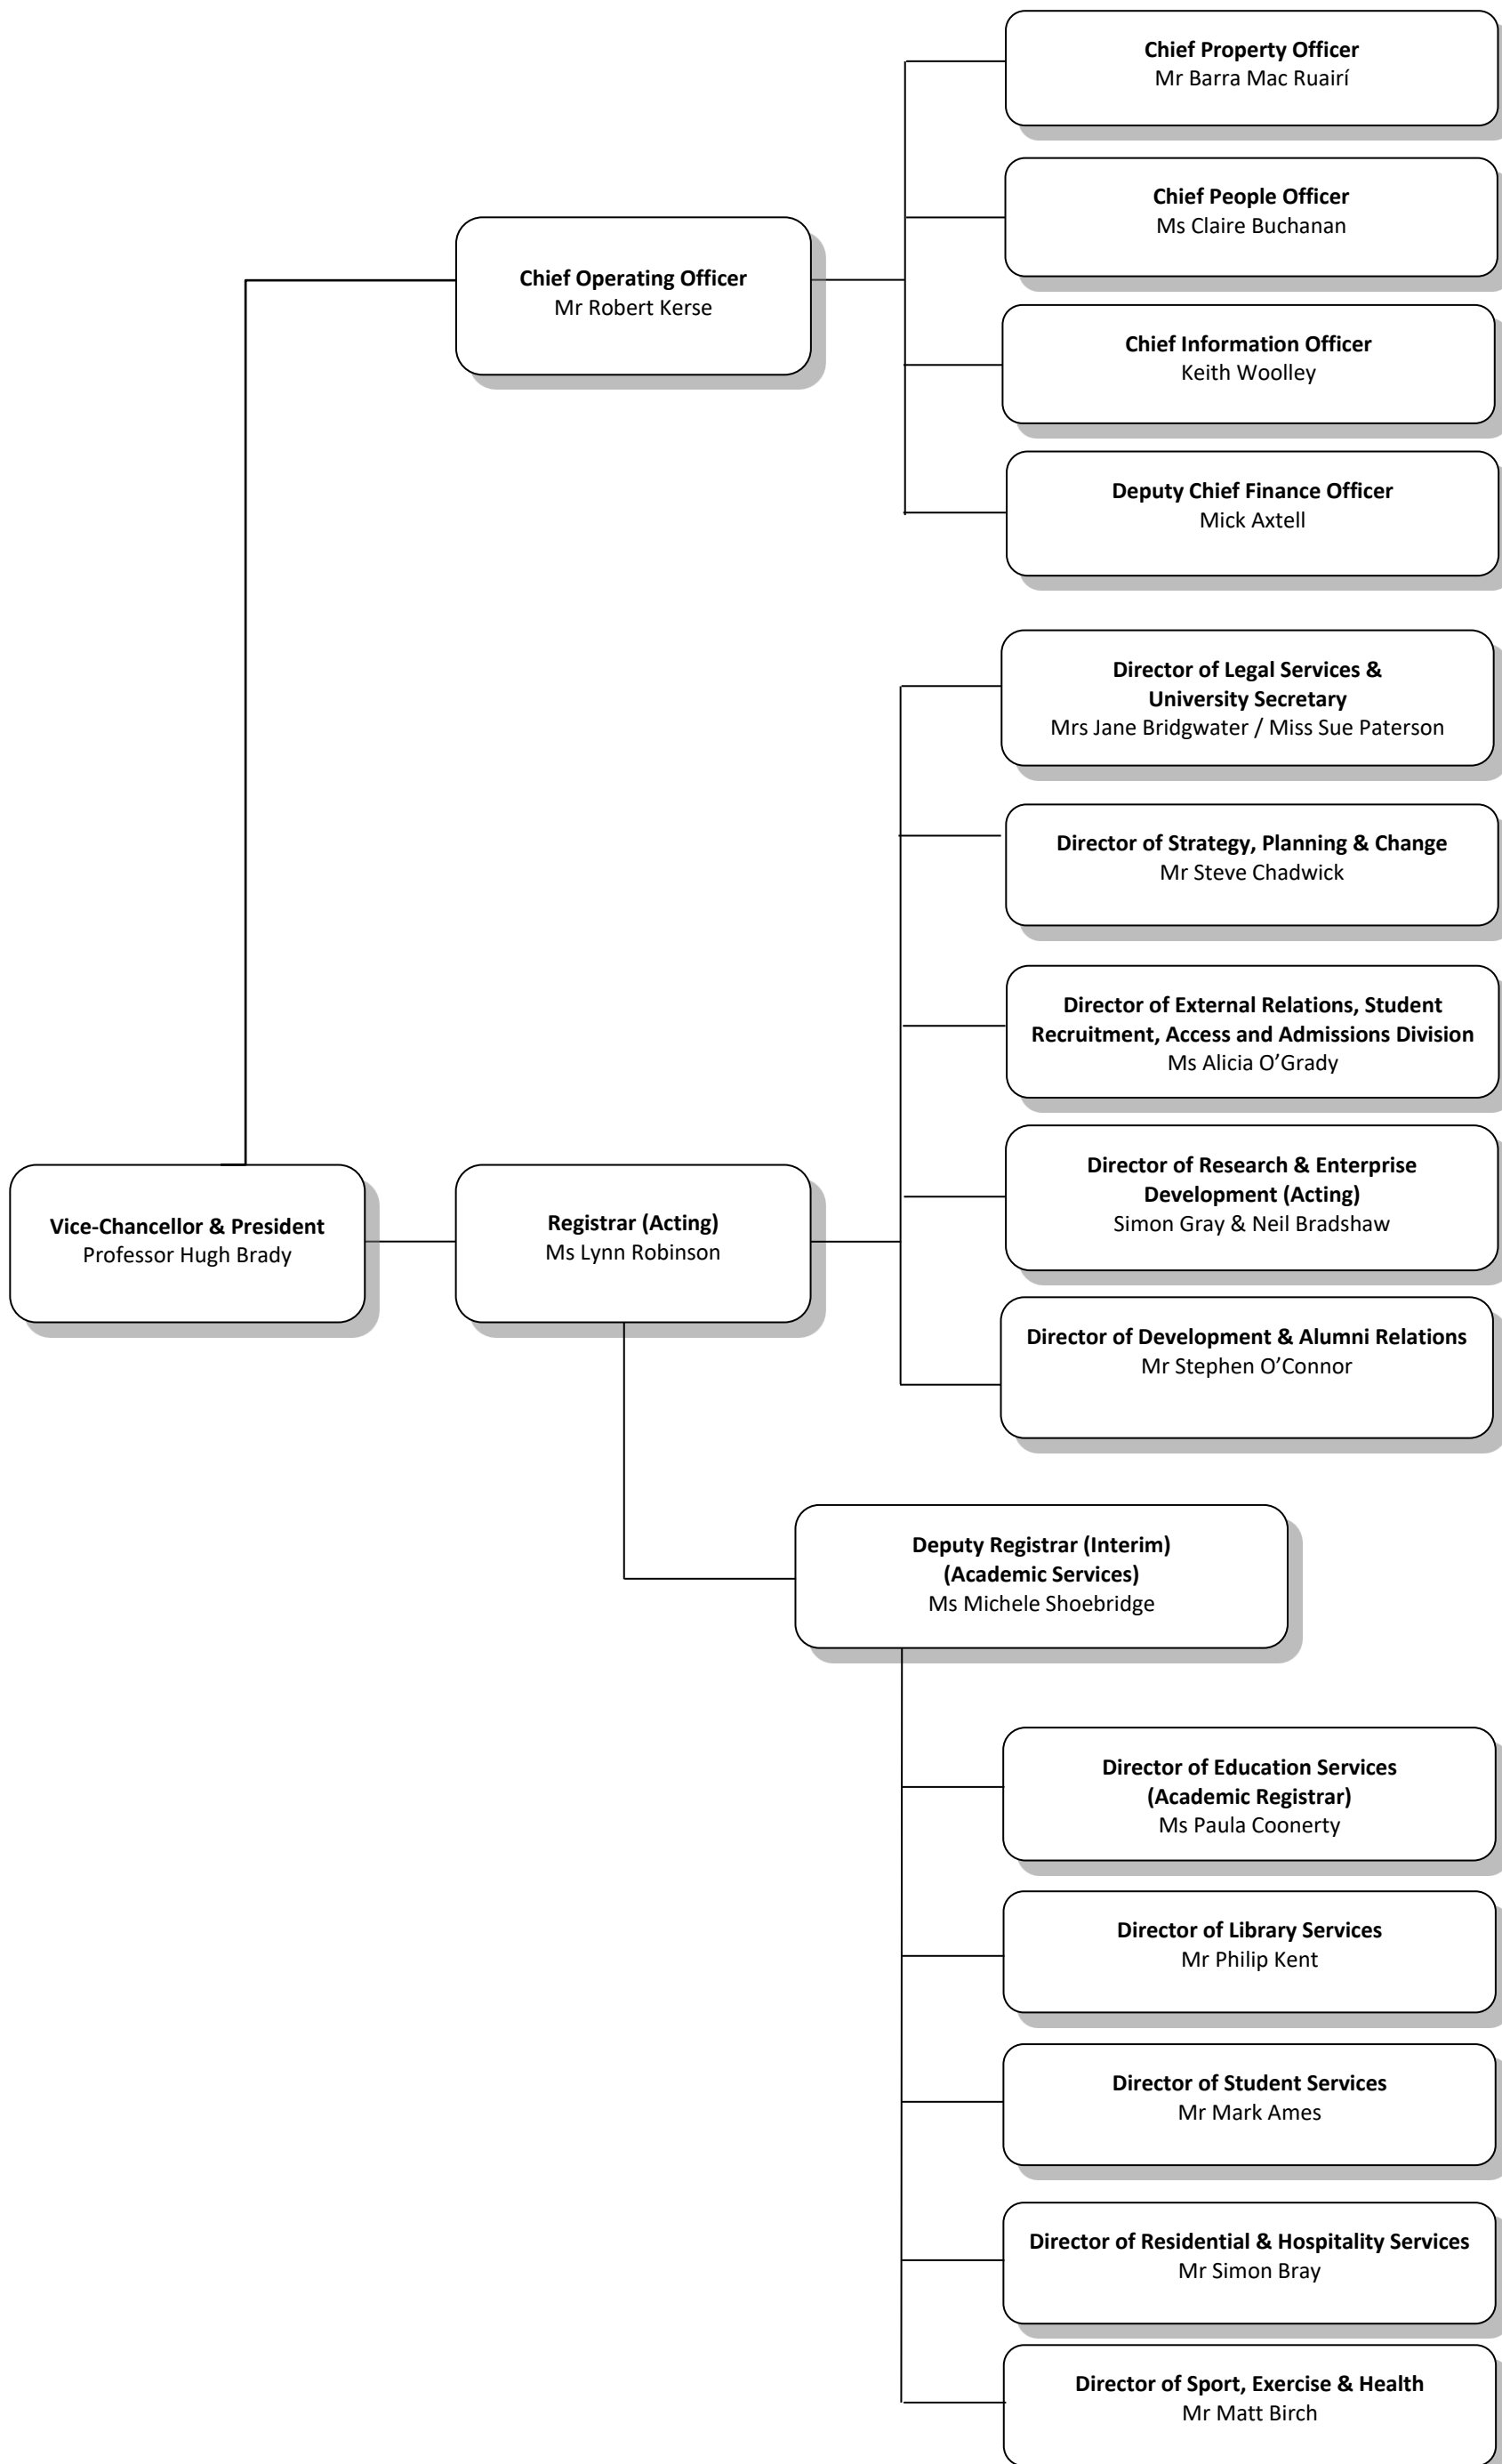 Chief Property Officer
Mr Barra Mac Ruairí
Chief People Officer
Ms Claire Buchanan
Chief Operating Officer
Mr Robert Kerse
Chief Information Officer
Keith Woolley
Deputy Chief Finance Officer
Mick Axtell
Director of Legal Services &
University Secretary
Mrs Jane Bridgwater / Miss Sue Paterson
Director of Strategy, Planning & Change
Mr Steve Chadwick
Director of External Relations, Student
Recruitment, Access and Admissions Division
Ms Alicia O’Grady
Vice-Chancellor & President
Professor Hugh Brady
Registrar (Acting)
Ms Lynn Robinson
Director of Research & Enterprise
Development (Acting)
Simon Gray & Neil Bradshaw
Director of Development & Alumni Relations
Mr Stephen O’Connor
Deputy Registrar (Interim)
(Academic Services)
Ms Michele Shoebridge
Director of Education Services
(Academic Registrar)
Ms Paula Coonerty
Director of Library Services
Mr Philip Kent
Director of Student Services
Mr Mark Ames
Director of Residential & Hospitality Services
Mr Simon Bray
Director of Sport, Exercise & Health
Mr Matt Birch